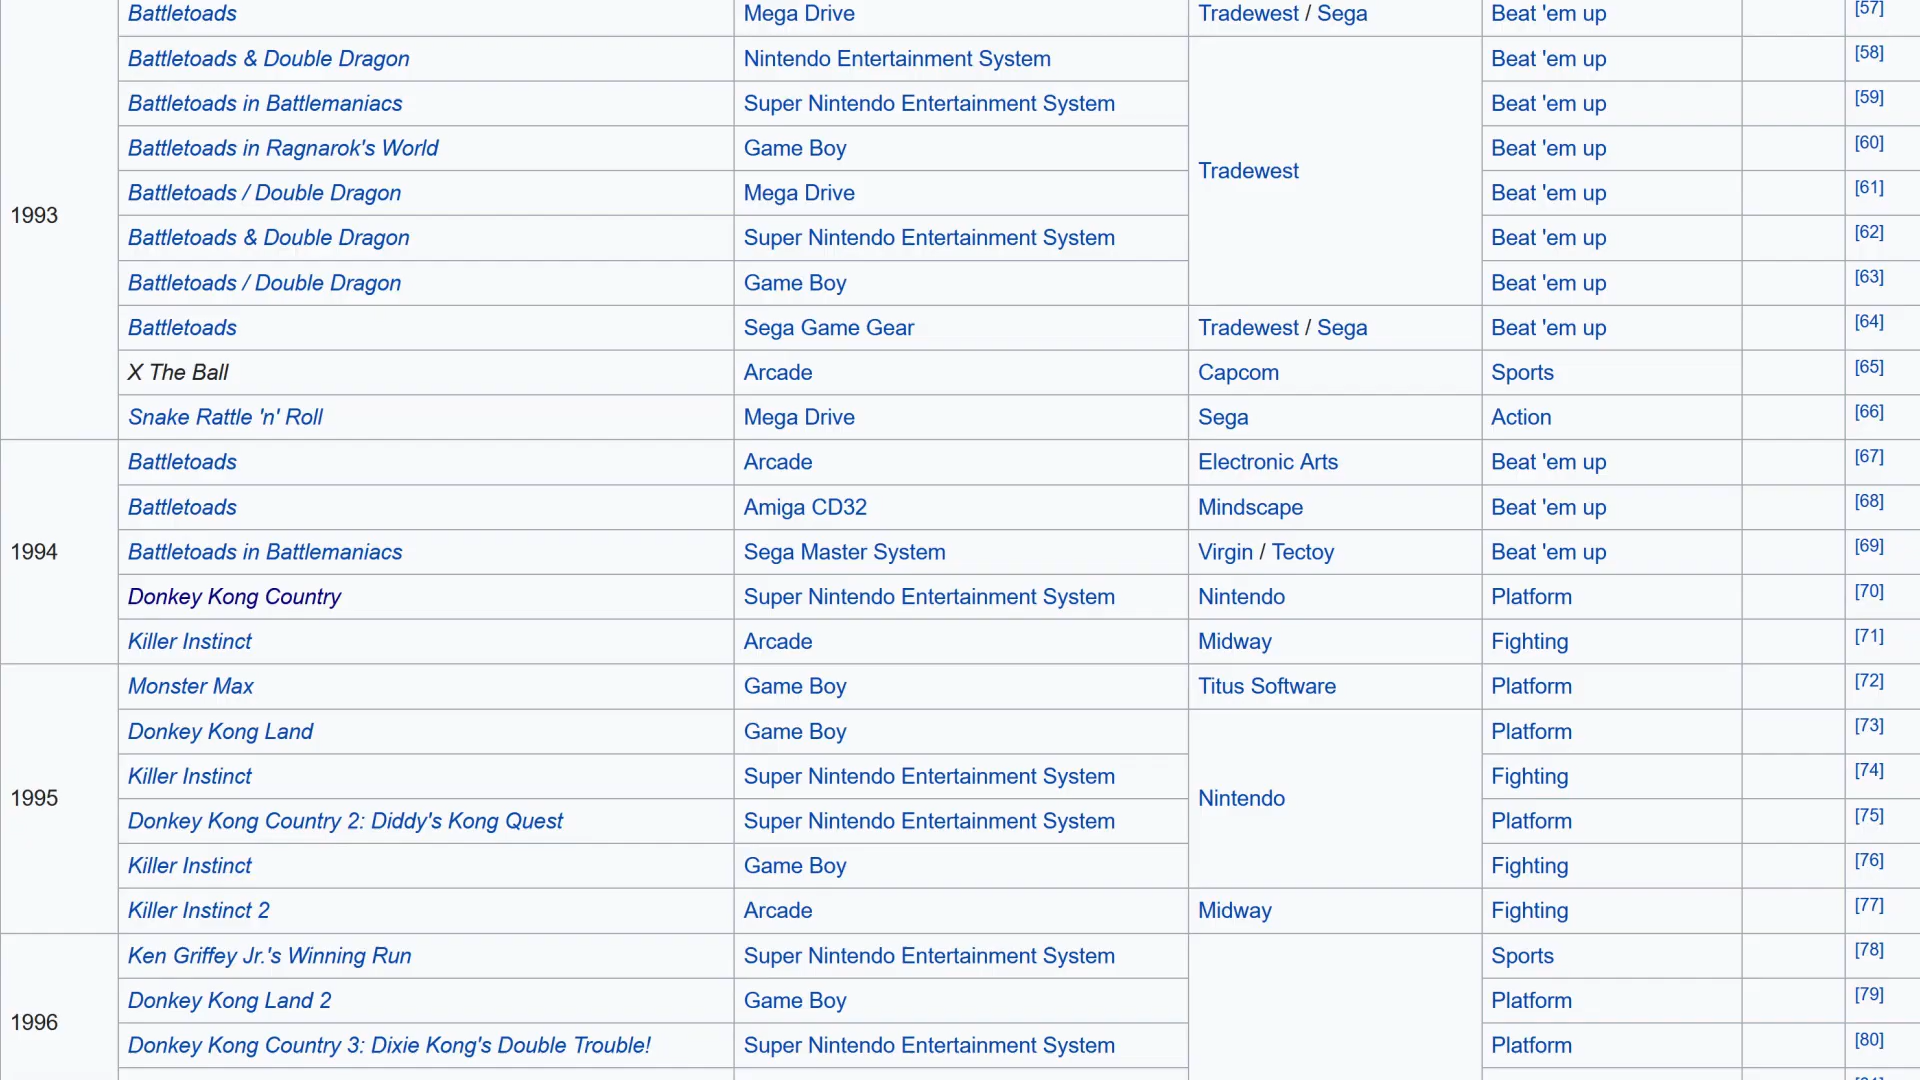 Battletoads Mega Drive Tradewest / Sega Beat 'em up [57]
Battletoads & Double Dragon Nintendo Entertainment System Beat 'em up [58]
Battletoads in Battlemaniacs Super Nintendo Entertainment System Beat 'em up [59]
Battletoads in Ragnarok's World Game Boy Beat 'em up [60]
Tradewest
Battletoads / Double Dragon Mega Drive Beat 'em up [61]
1993
Battletoads & Double Dragon Super Nintendo Entertainment System Beat 'em up [62]
Battletoads / Double Dragon Game Boy Beat 'em up [63]
Battletoads Sega Game Gear Tradewest / Sega Beat 'em up [64]
X The Ball Arcade Capcom Sports [65]
Snake Rattle 'n' Roll Mega Drive Sega Action [66]
Battletoads Arcade Electronic Arts Beat 'em up [67]
Battletoads Amiga CD32 Mindscape Beat 'em up [68]
1994 Battletoads in Battlemaniacs Sega Master System Virgin / Tectoy Beat 'em up [69]
Donkey Kong Country Super Nintendo Entertainment System Nintendo Platform [70]
Killer Instinct Arcade Midway Fighting [71]
Monster Max Game Boy Titus Software Platform [72]
Donkey Kong Land Game Boy Platform [73]
Killer Instinct Super Nintendo Entertainment System Fighting [74]
1995 Nintendo
Donkey Kong Country 2: Diddy's Kong Quest Super Nintendo Entertainment System Platform [75]
Killer Instinct Game Boy Fighting [76]
Killer Instinct 2 Arcade Midway Fighting [77]
Ken Griffey Jr.'s Winning Run Super Nintendo Entertainment System Sports [78]
Donkey Kong Land 2 Game Boy Platform [79]
1996
Donkey Kong Country 3: Dixie Kong's Double Trouble! Super Nintendo Entertainment System Platform [80]